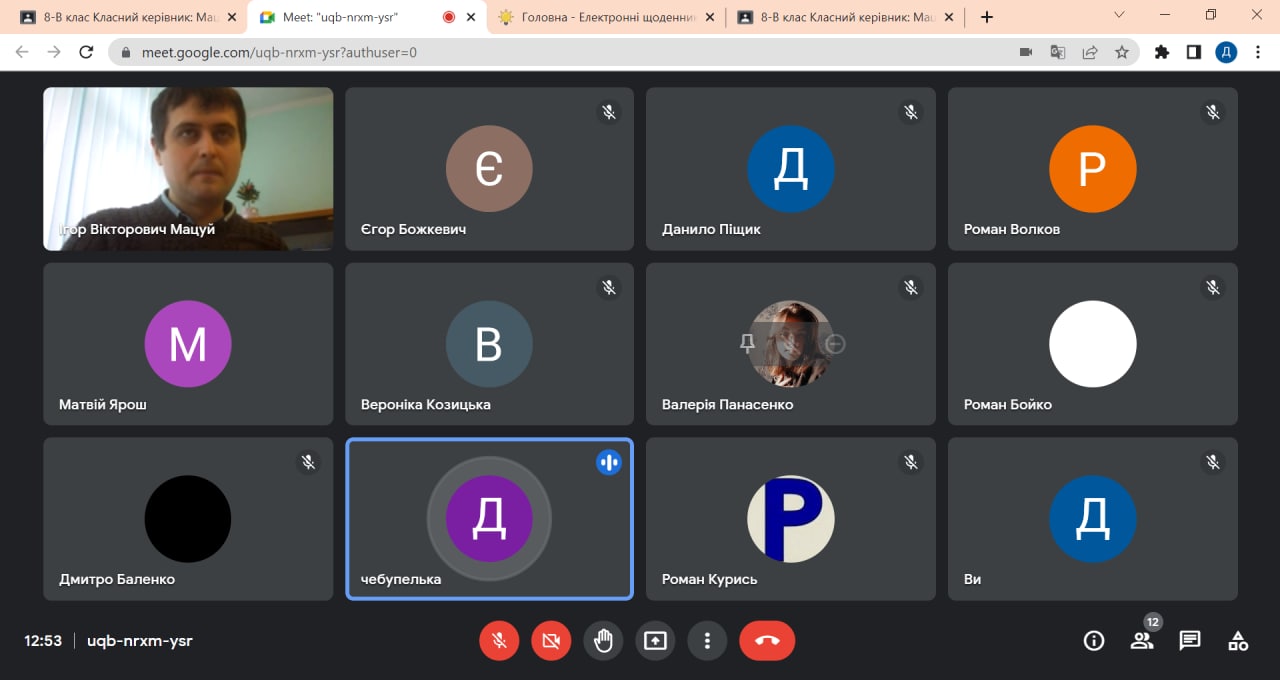 8-В клас Класний керівник: Мац
Meet: "uqb-nrxm-ysr"
Головна - Електронні щоденни
8-В клас Класний керівник: Мац
meet.google.com/uqb-nrxm-ysr?authuser=0
Д
Ігор Вікторович Мацуй
Є
Єгор Божкевич
Д
Данило Піщик
Р
Роман Волков
М
Матвій Ярош
В
Вероніка Козицька
Валерія Панасенко
Роман Бойко
Дмитро Баленко
Д
чебупелька
Р
Роман Курись
Д
Ви
12:53 | uqb-nrxm-ysr
12